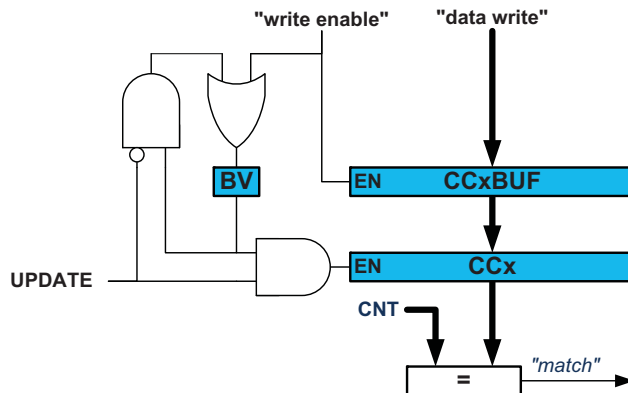 "write enable" "data write"
BV
EN CCxBUF
EN CCx
UPDATE
CNT
= "match"